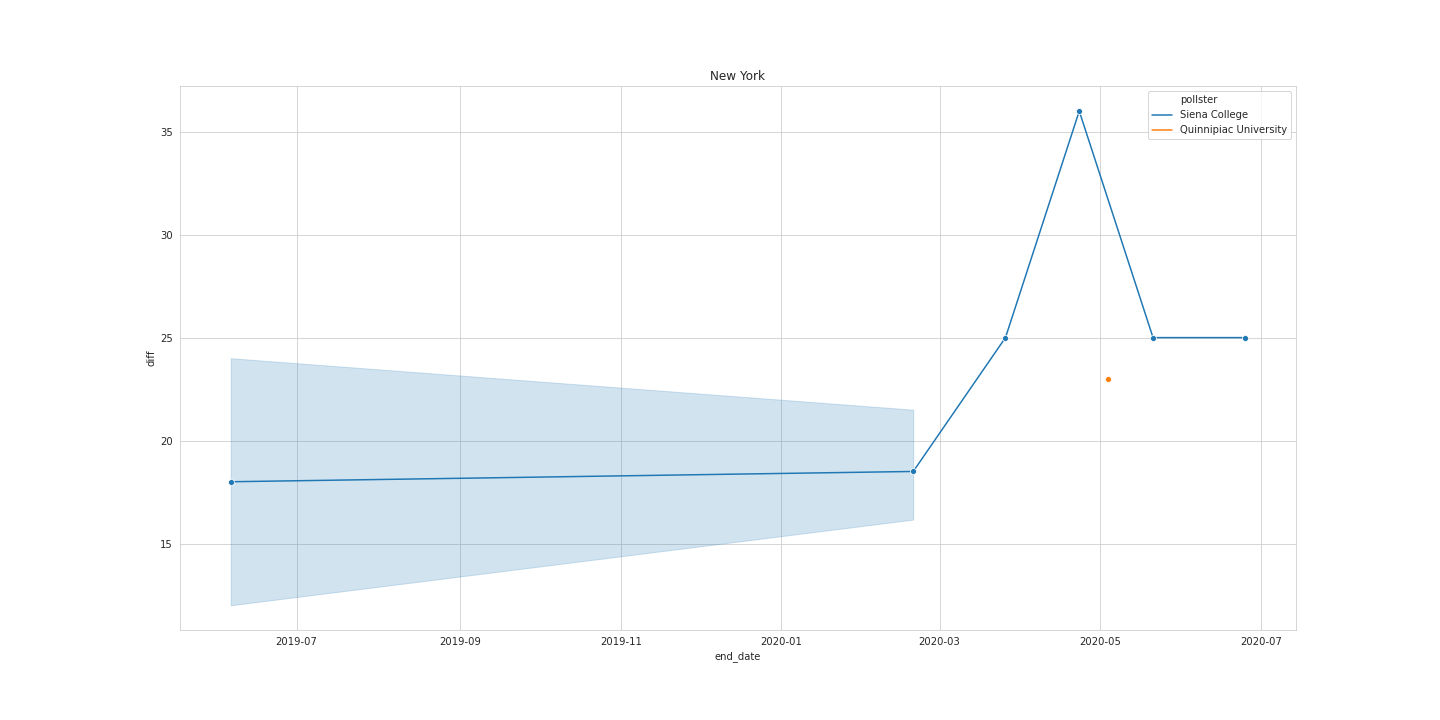 New York
pollster
Siena College
Quinnipiac University
35
30
25
20
15
diff
2019-07 2019-09 2019-11 2020-01 2020-03 2020-05 2020-07
end_date